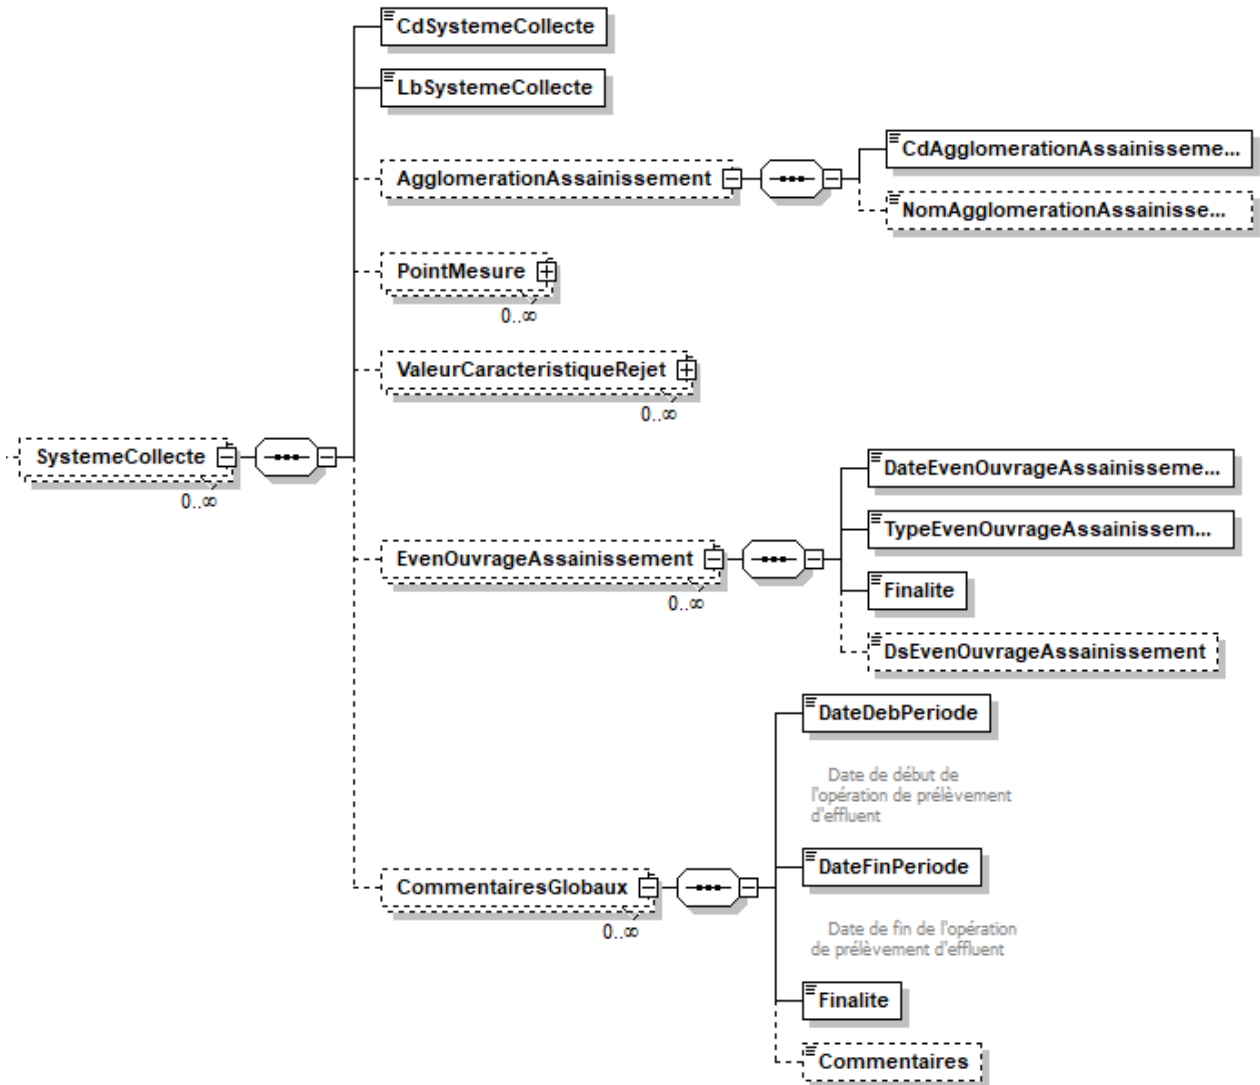 CdSystemeCollecte
LbSystemeCollecte
AgglomerationAssainissement
CdAgglomerationAssainisseme...
NomAgglomerationAssainisse...
PointMesure
0..∞
ValeurCaracteristiqueRejet
0..∞
SystemeCollecte
0..∞
EvenOuvrageAssainissement
0..∞
DateEvenOuvrageAssainisseme...
TypeEvenOuvrageAssainissem...
Finalite
DsEvenOuvrageAssainissement
CommentairesGlobaux
0..∞
DateDebPeriode
Date de début de
l'opération de prélèvement
d'effluent
DateFinPeriode
Date de fin de l'opération
de prélèvement d'effluent
Finalite
Commentaires